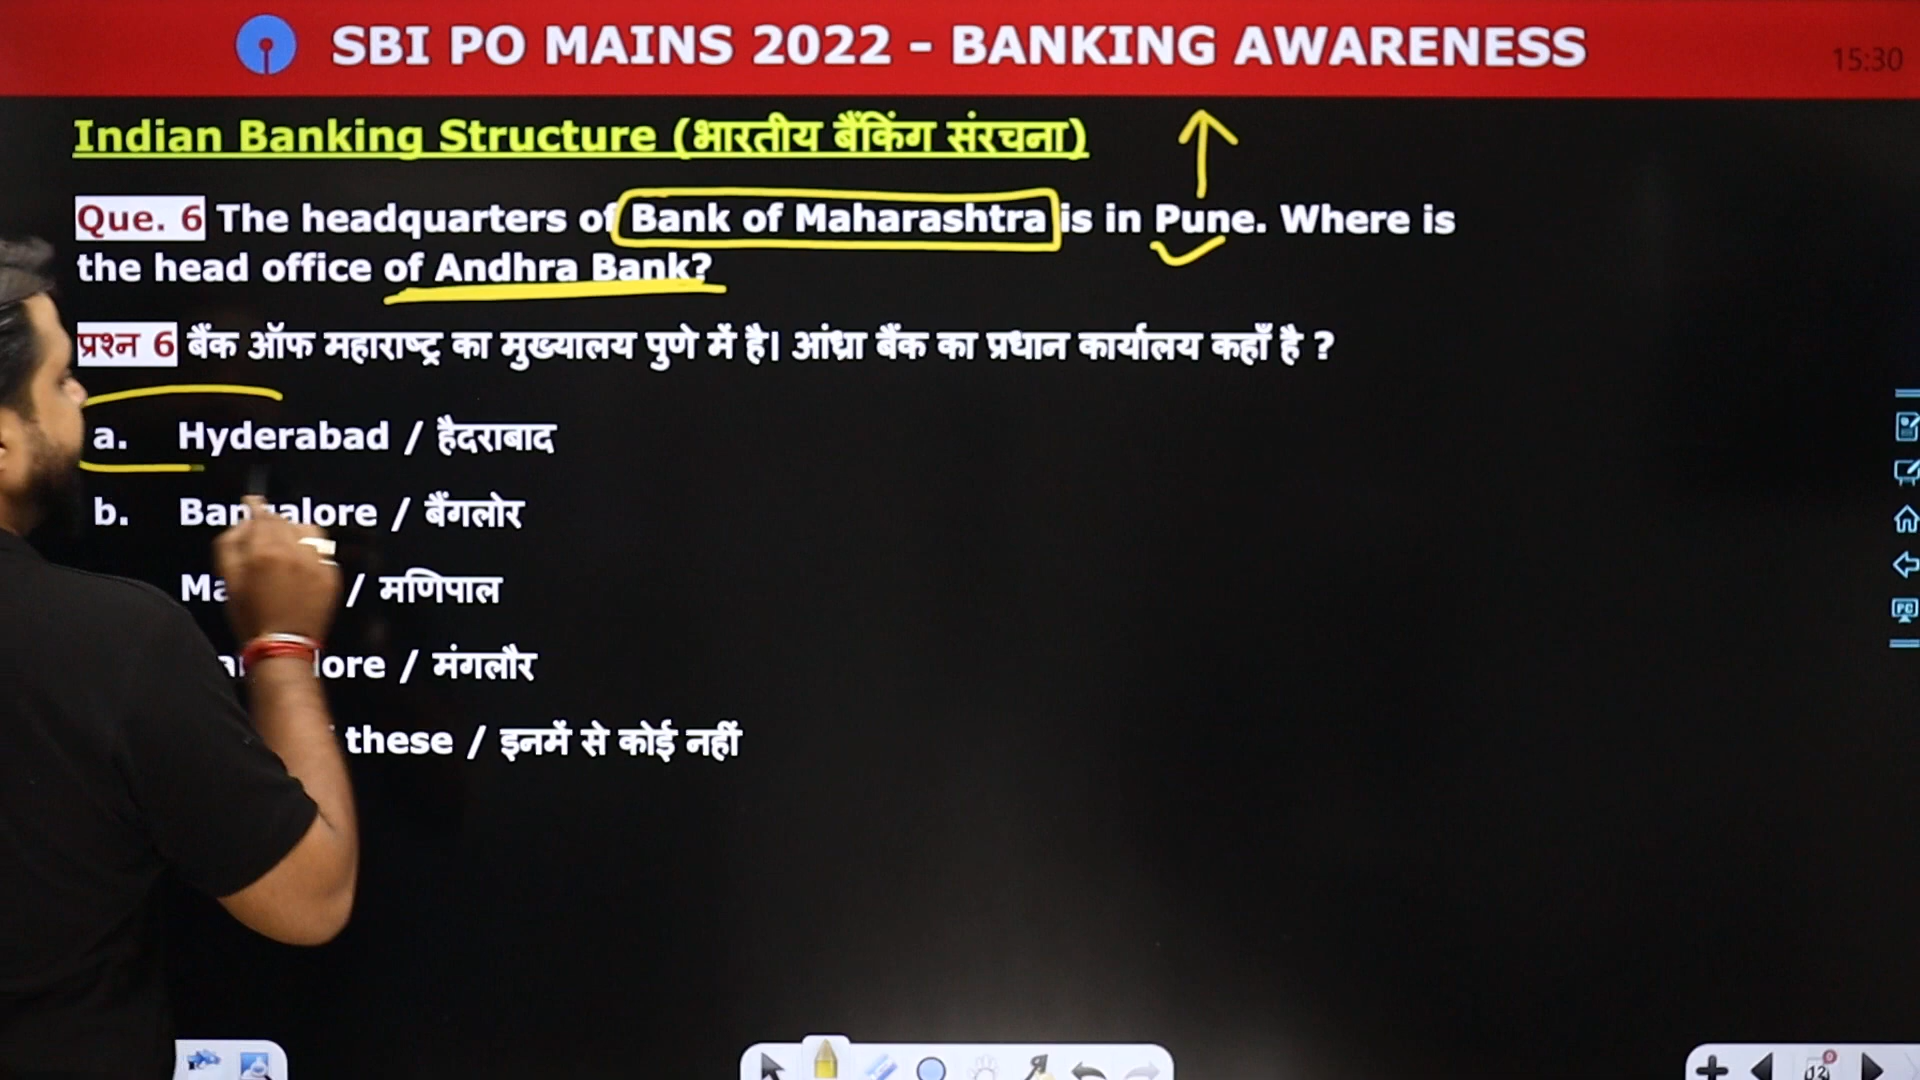 SBI PO MAINS 2022 - BANKING AWARENESS
15:30
Indian Banking Structure (भारतीय बैंकिंग संरचना)
Que. 6 The headquarters of Bank of Maharashtra is in Pune. Where is
the head office of Andhra Bank?
प्रश्न 6 बैंक ऑफ महाराष्ट्र का मुख्यालय पुणे में है। आंध्रा बैंक का प्रधान कार्यालय कहाँ है ?
a. Hyderabad / हैदराबाद
b. / बैंगलोर
/ मणिपाल
/ मंगलौर
these / इनमें से कोई नहीं
PC
12